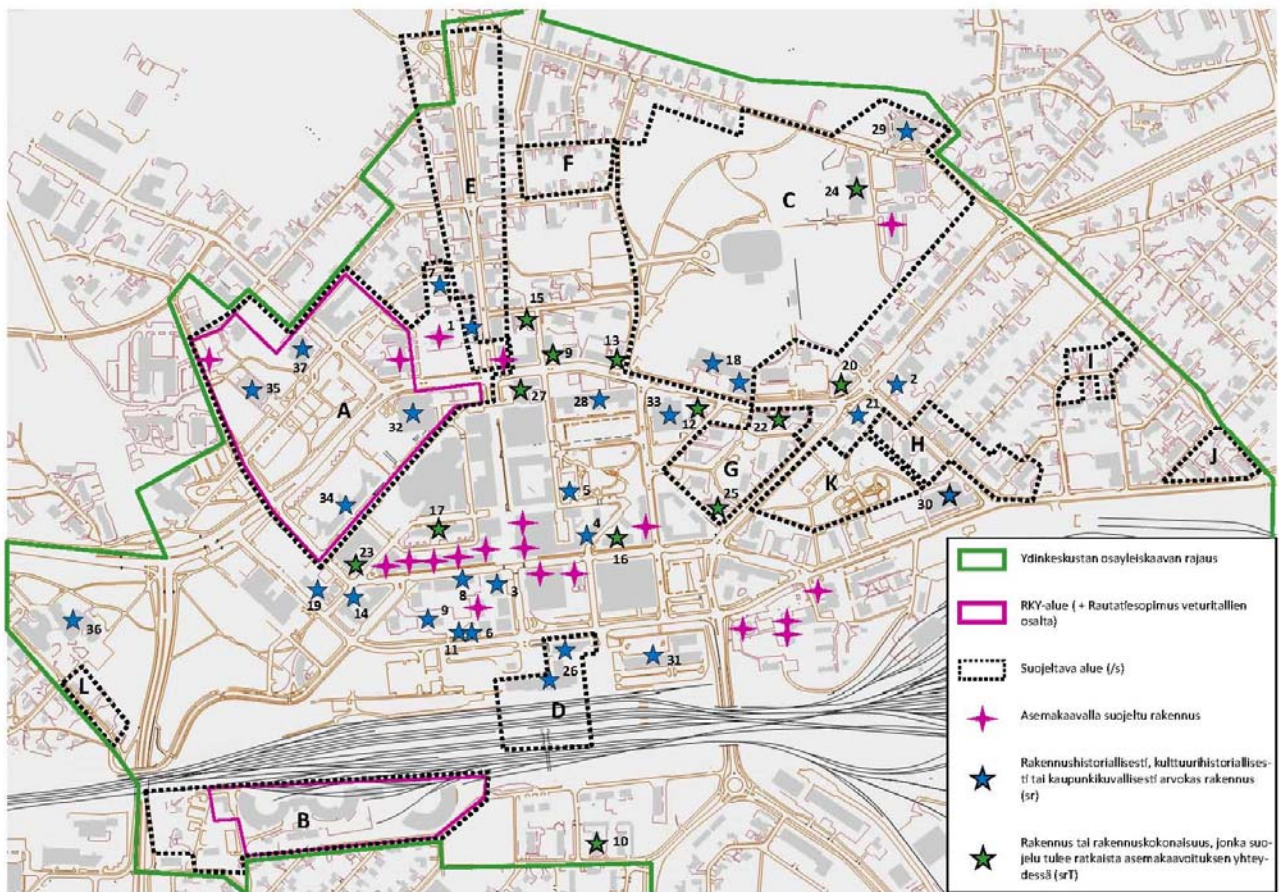 29
F
24
C
E
7
15
1
13
9
18
20
2
37
I
35
27
28
33
12
22
21
A
32
H
J
G
K
34
5
25
30
17
4
16
23
19
14
8
3
9
11
6
36
26
31
L
D
B
10
Ydinkeskustan osayleiskaavan rajaus
RKY-alue ( + Rautatiesopimus veturitallien
osalta)
Suojeltava alue (/s)
Asemakaavalla suojeltu rakennus
Rakennushistoriallisesti, kulttuurihistoriallises-
ti tai kaupunkikuvallisesti arvokas rakennus
(sr)
Rakennus tai rakennuskokonaisuus, jonka suo-
jelu tulee ratkaista asemakaavoituksen yhtey-
dessä (srT)